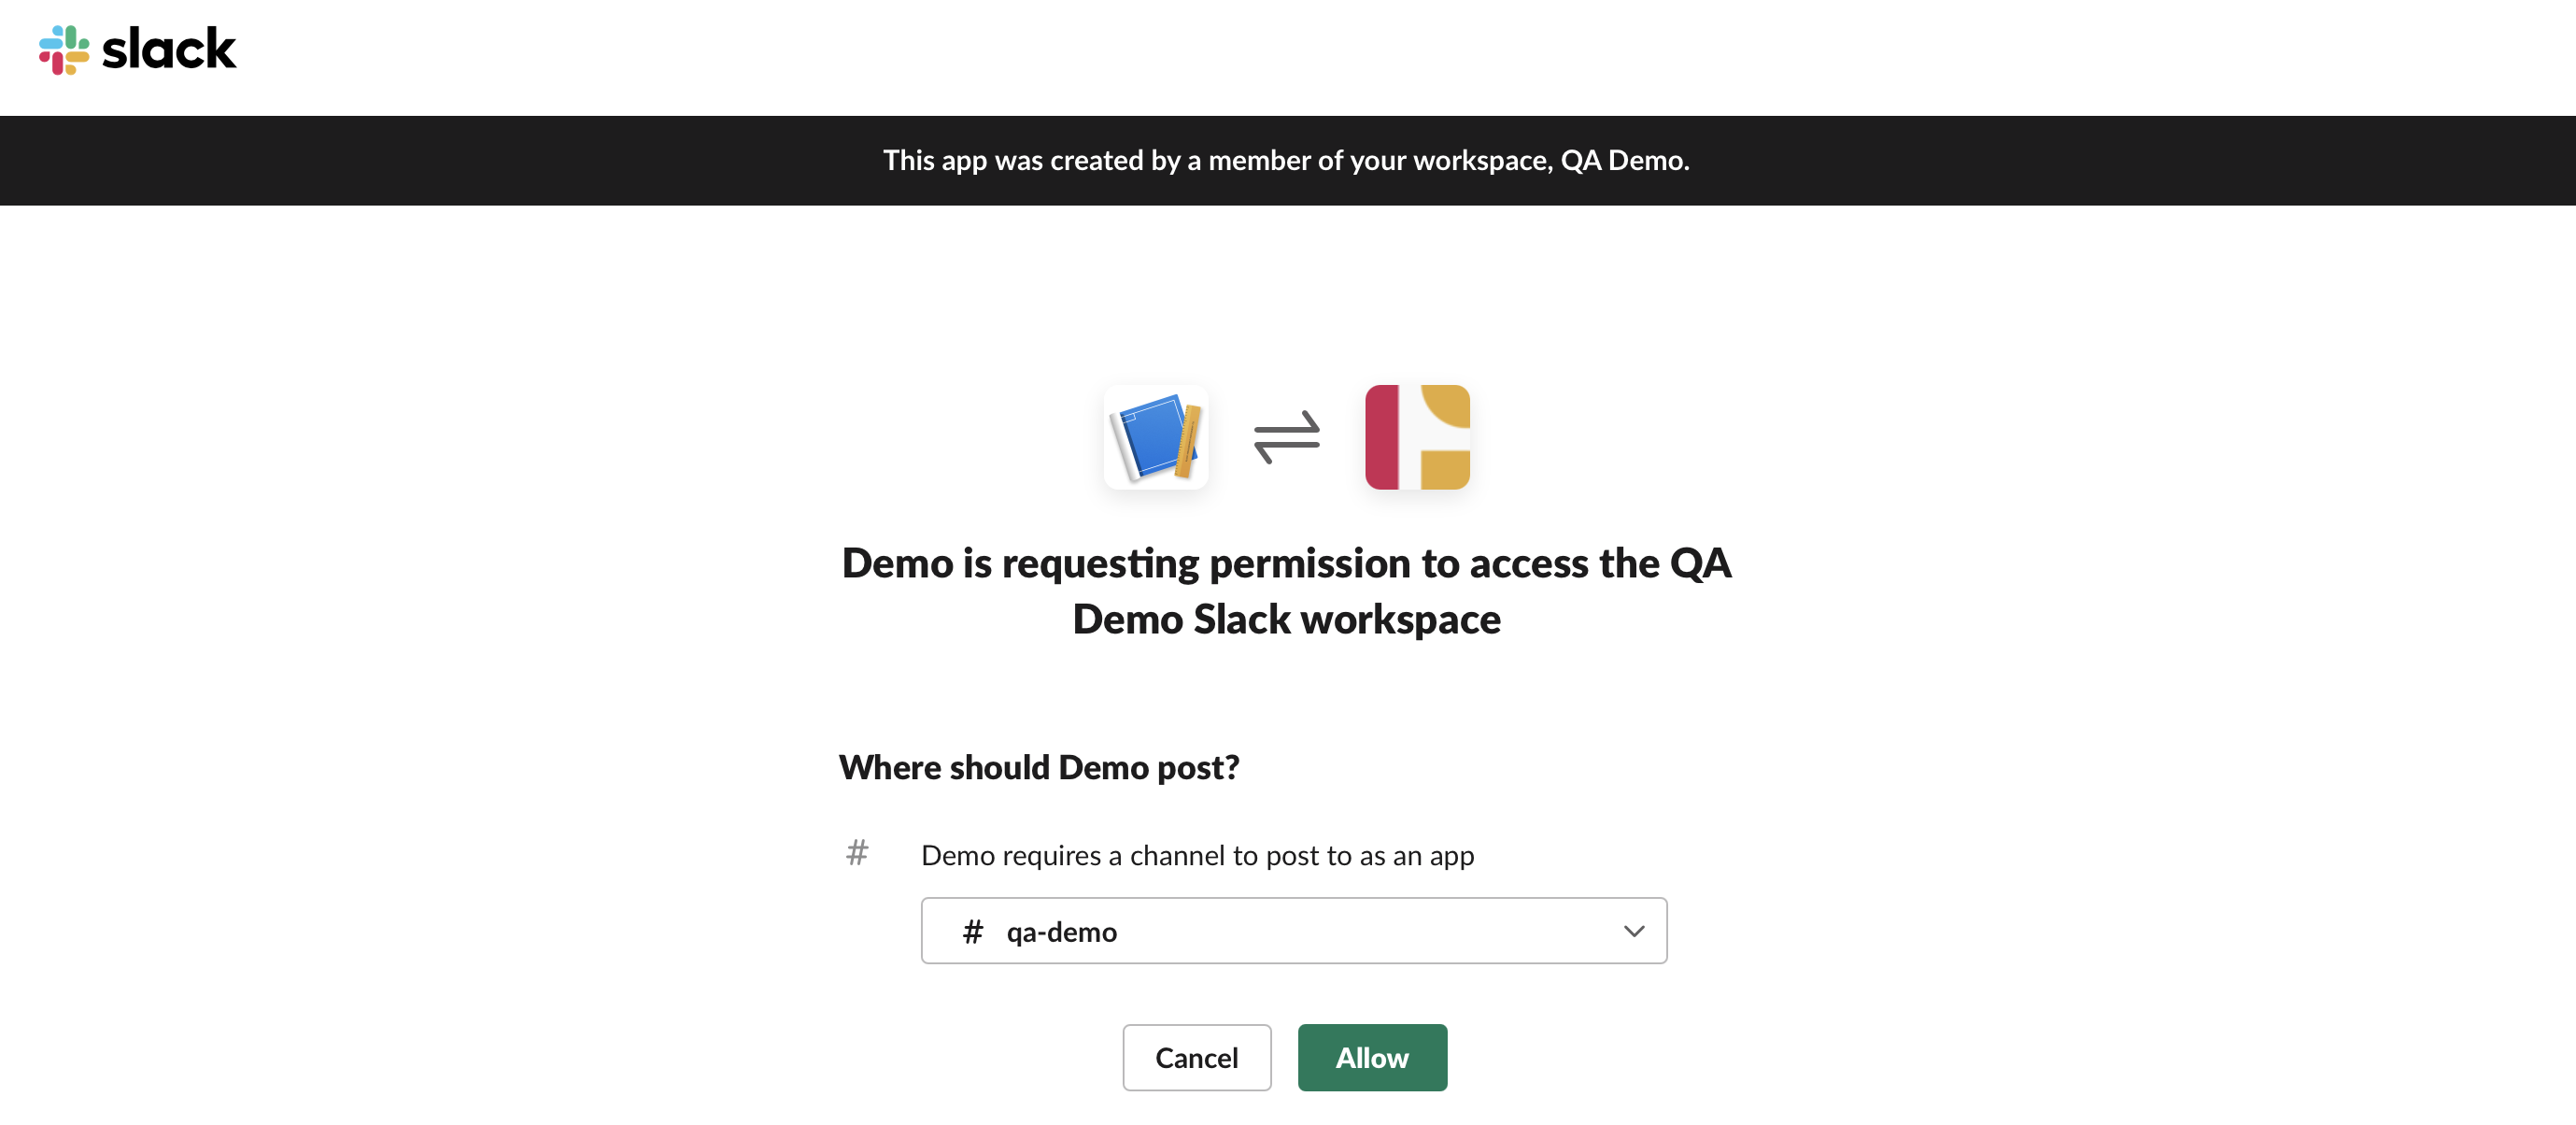 slack
This app was created by a member of your workspace, QA Demo.
Demo is requesting permission to access the QA
Demo Slack workspace
Where should Demo post?
# Demo requires a channel to post to as an app
# qa-demo
Cancel Allow